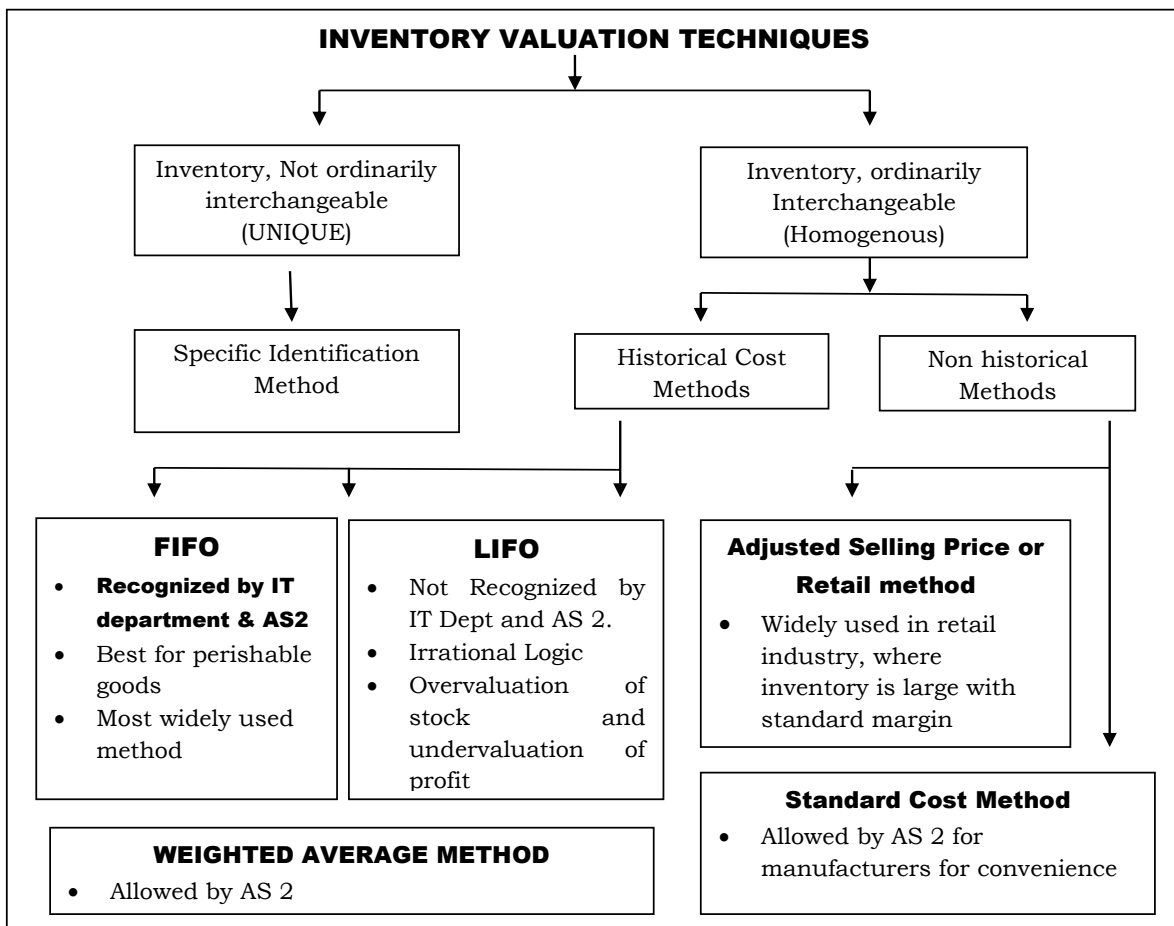 INVENTORY VALUATION TECHNIQUES
Inventory, Not ordinarily
interchangeable
(UNIQUE)
Inventory, ordinarily
Interchangeable
(Homogenous)
Specific Identification
Method
Historical Cost
Methods
Non historical
Methods
FIFO
• Recognized by IT
department & AS2
• Best for perishable
goods
• Most widely used
method
LIFO
• Not Recognized by
IT Dept and AS 2.
• Irrational Logic
• Overvaluation of
stock and
undervaluation of
profit
Adjusted Selling Price or
Retail method
• Widely used in retail
industry, where
inventory is large with
standard margin
WEIGHTED AVERAGE METHOD
• Allowed by AS 2
Standard Cost Method
• Allowed by AS 2 for
manufacturers for convenience